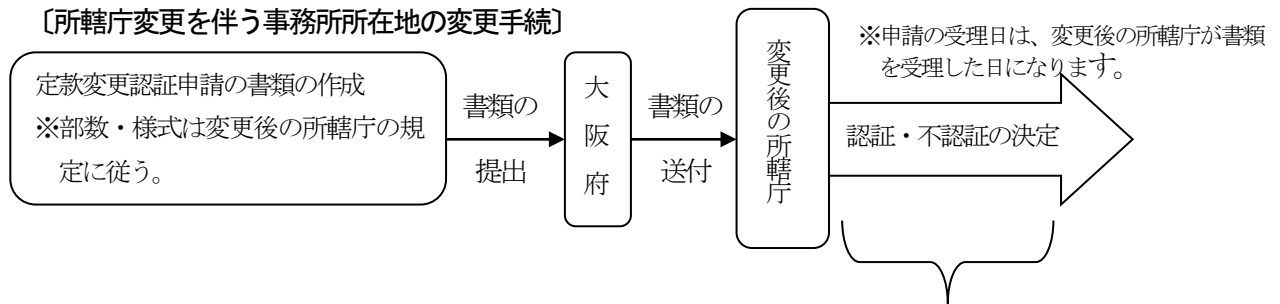 〔所轄庁変更を伴う事務所所在地の変更手続〕
定款変更認証申請の書類の作成
※部数・様式は変更後の所轄庁の規
定に従う。
書類の
提出
大阪府
書類の
送付
変更後の所轄庁
※申請の受理日は、変更後の所轄庁が書類
を受理した日になります。
認証・不認証の決定